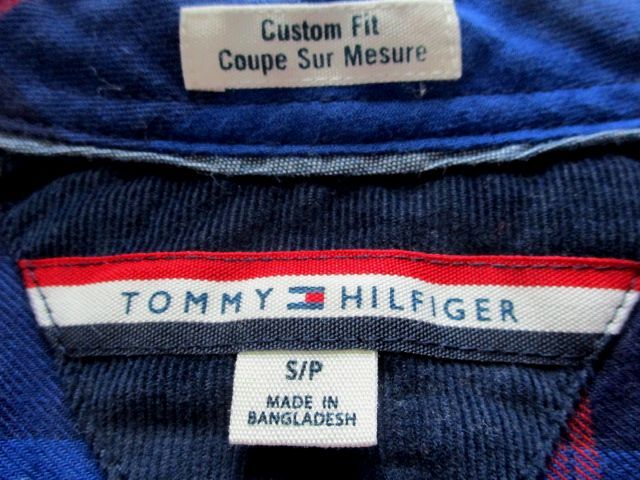 Custom Fit
Coupe Sur Mesure
TOMMY HILFIGER
S/P
MADE IN
BANGLADESH